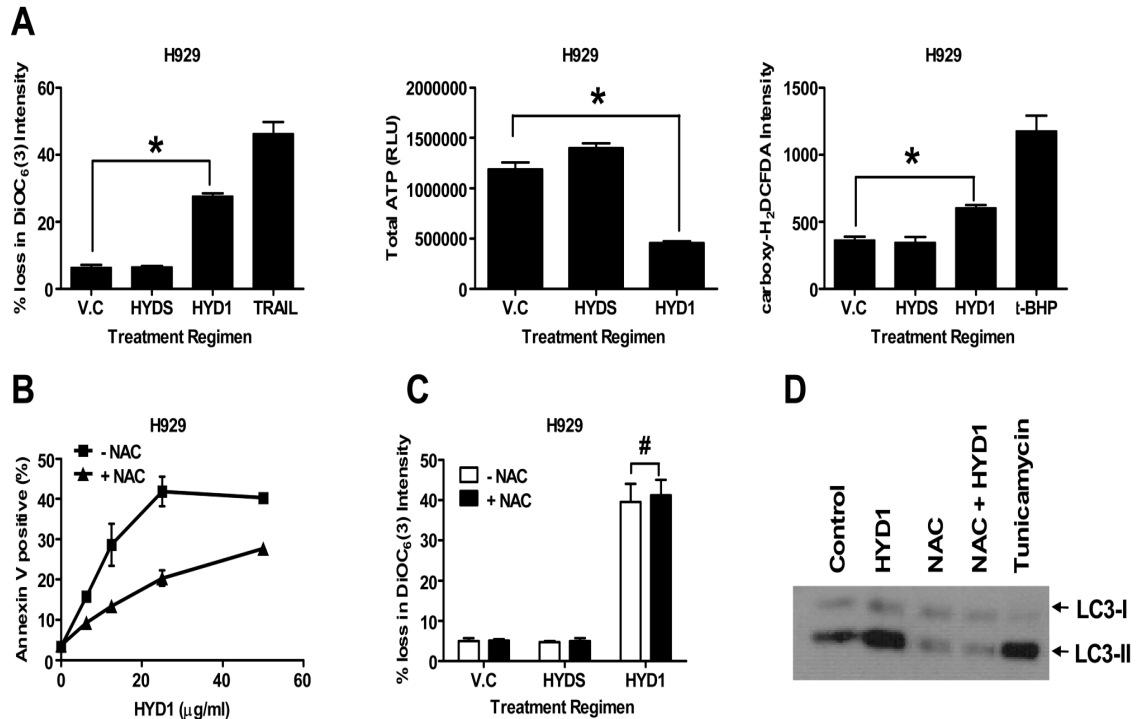 A
H929
% loss in DiOC₆(3) Intensity
60
40
20
0
*
V.C HYDS HYD1 TRAIL
Treatment Regimen
H929
Total ATP (RLU)
2000000
1500000
1000000
500000
0
*
V.C HYDS HYD1
Treatment Regimen
H929
carboxy-H₂DCFDA Intensity
1500
1000
500
250
0
*
V.C HYDS HYD1 t-BHP
Treatment Regimen
B
H929
- NAC
+ NAC
Annexin V positive (%)
50
40
30
20
10
0
0 20 40 60
HYD1 (µg/ml)
C
H929
- NAC
+ NAC
#
% loss in DiOC₆(3) Intensity
50
40
30
20
10
0
V.C HYDS HYD1
Treatment Regimen
D
Control
HYD1
NAC
NAC + HYD1
Tunicamycin
LC3-I
LC3-II